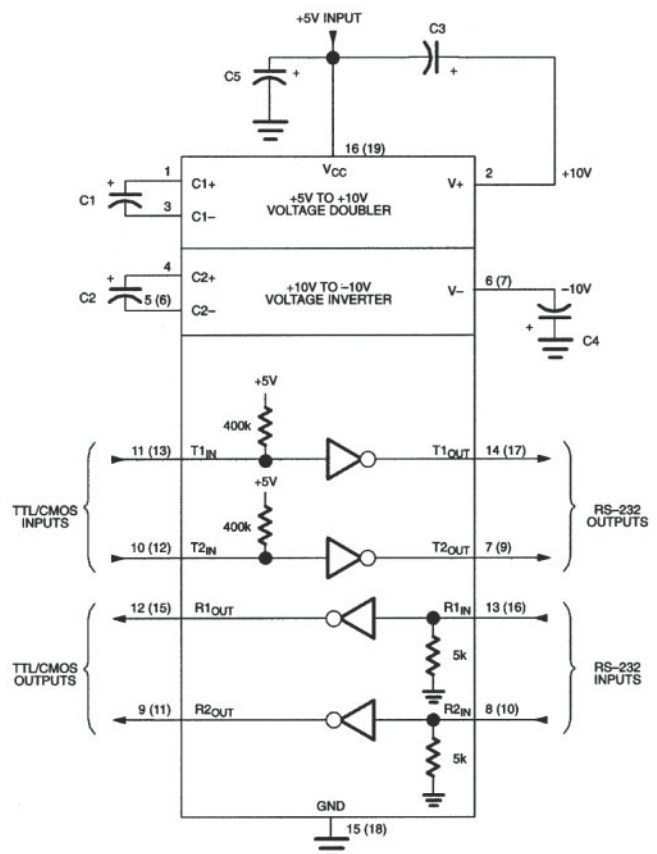 +5V INPUT
C3
C5
+
+
16 (19)
VCC
1
C1+
+5V TO +10V
VOLTAGE DOUBLER
V+
2
+10V
+
C1
3
C1–
4
C2+
+10V TO –10V
VOLTAGE INVERTER
V–
6 (7)
–10V
+
C2
5 (6)
C2–
+
C4
+5V
400k
11 (13)
T1IN
T1OUT
14 (17)
TTL/CMOS
INPUTS
+5V
400k
RS–232
OUTPUTS
10 (12)
T2IN
T2OUT
7 (9)
12 (15)
R1OUT
R1IN
13 (16)
TTL/CMOS
OUTPUTS
5k
RS–232
INPUTS
9 (11)
R2OUT
R2IN
8 (10)
5k
GND
15 (18)